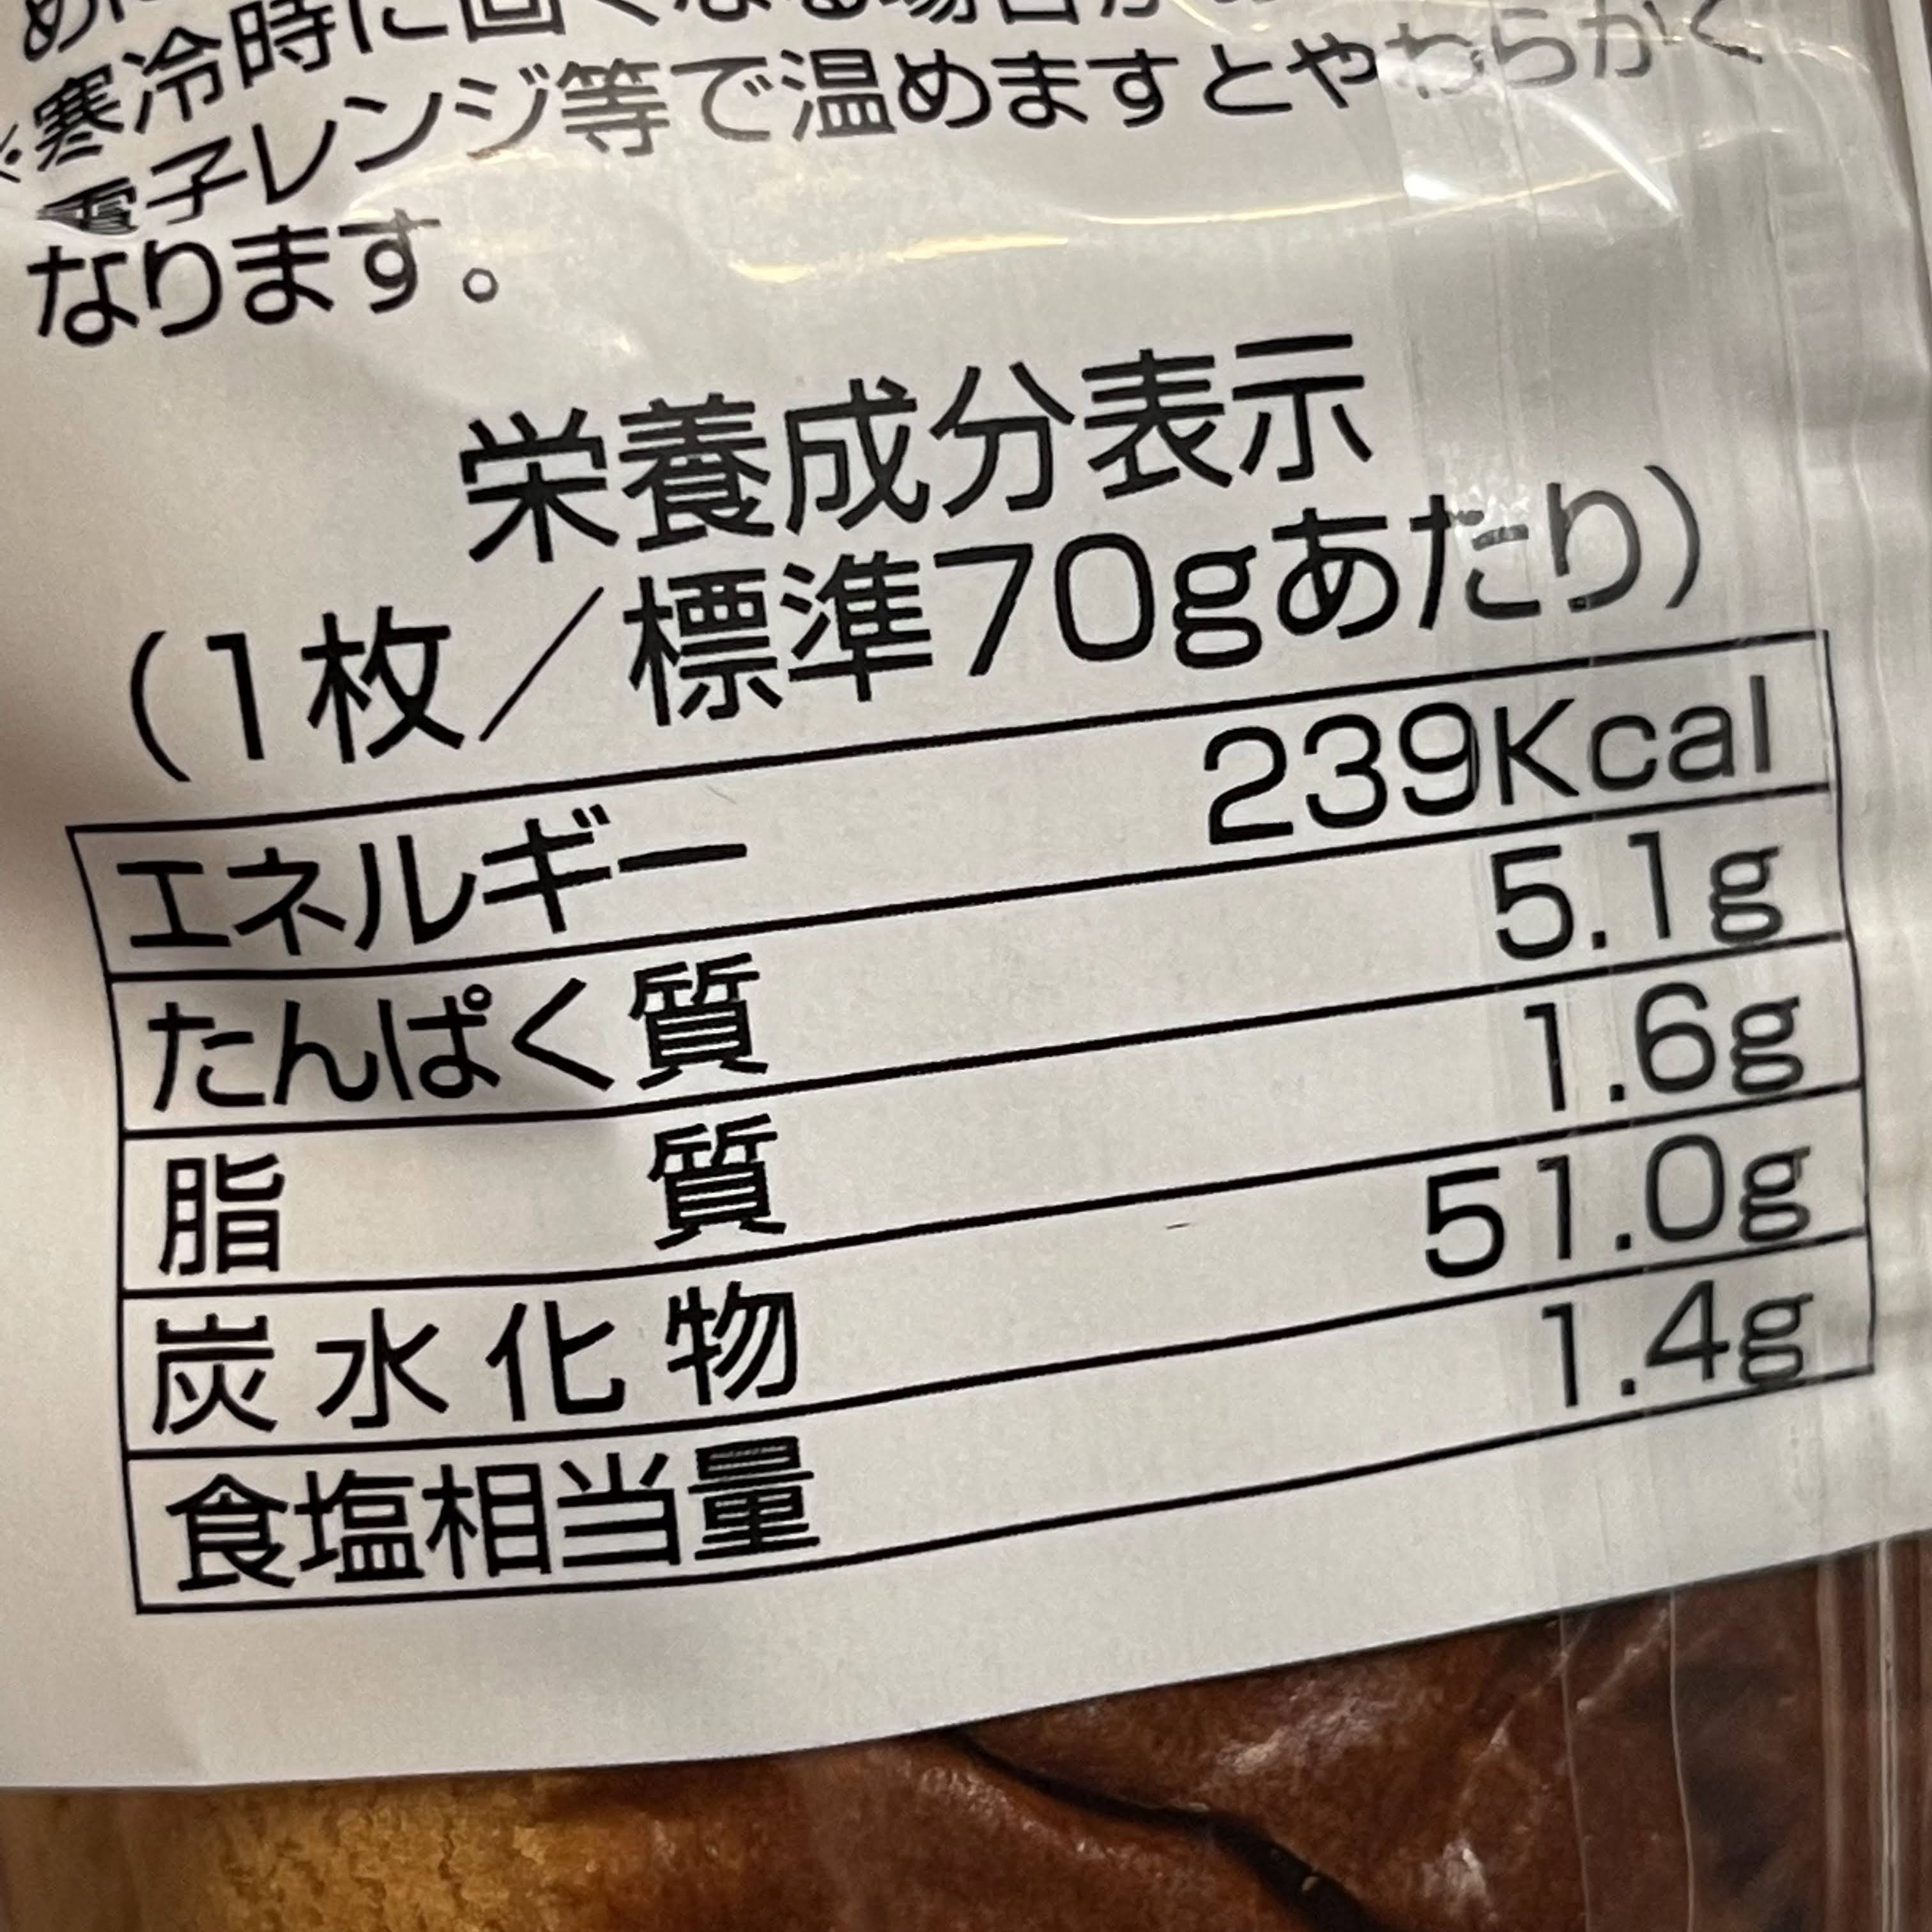 ※寒冷時に固くなる場合が
電子レンジ等で温めますとやわらかく
なります。
栄養成分表示
(1枚／標準70gあたり)
エネルギー 239Kcal
たんぱく質 5.1g
脂質 1.6g
炭水化物 51.0g
食塩相当量 1.4g